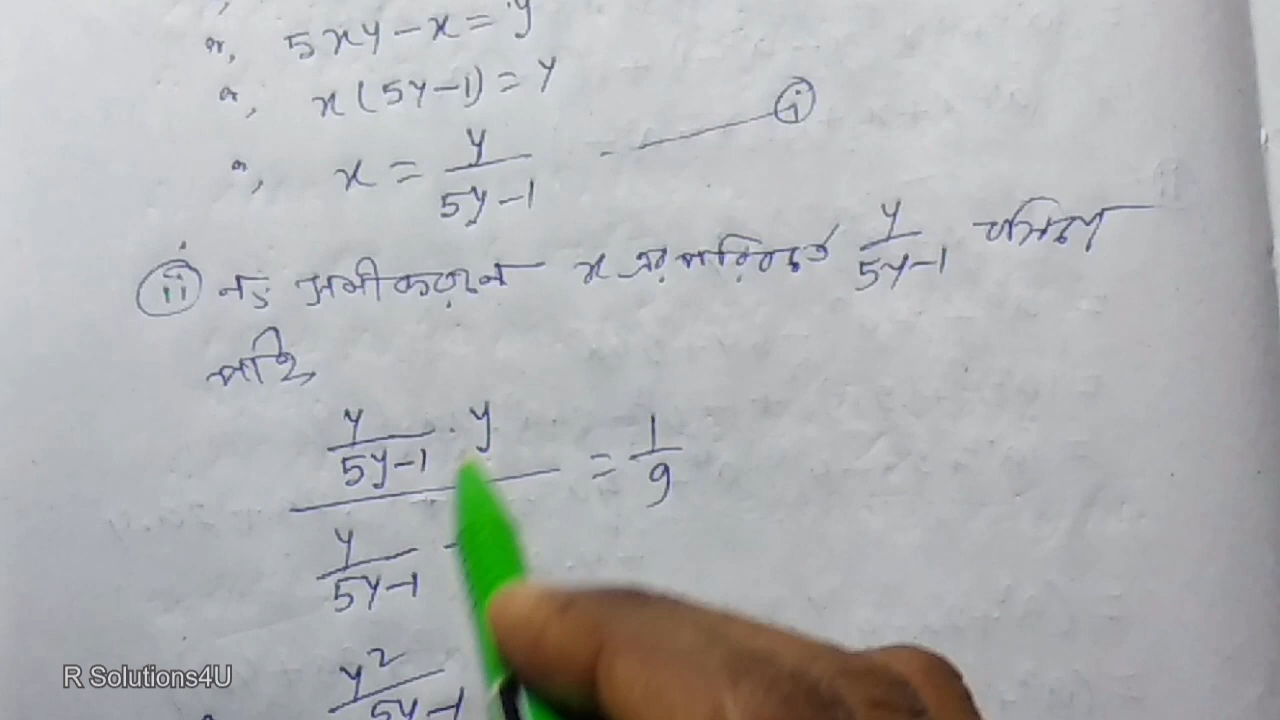 বা, 5xy-x=y
বা, x(5y-1)=y
বা, x = y/(5y-1) ——— (i)
(ii) নং সমীকরণে x এর পরিবর্তে y/(5y-1) বসিয়ে
পাই
(y/(5y-1) · y)/(y/(5y-1) - = 1/9
y²/(5y-1)
R Solutions4U